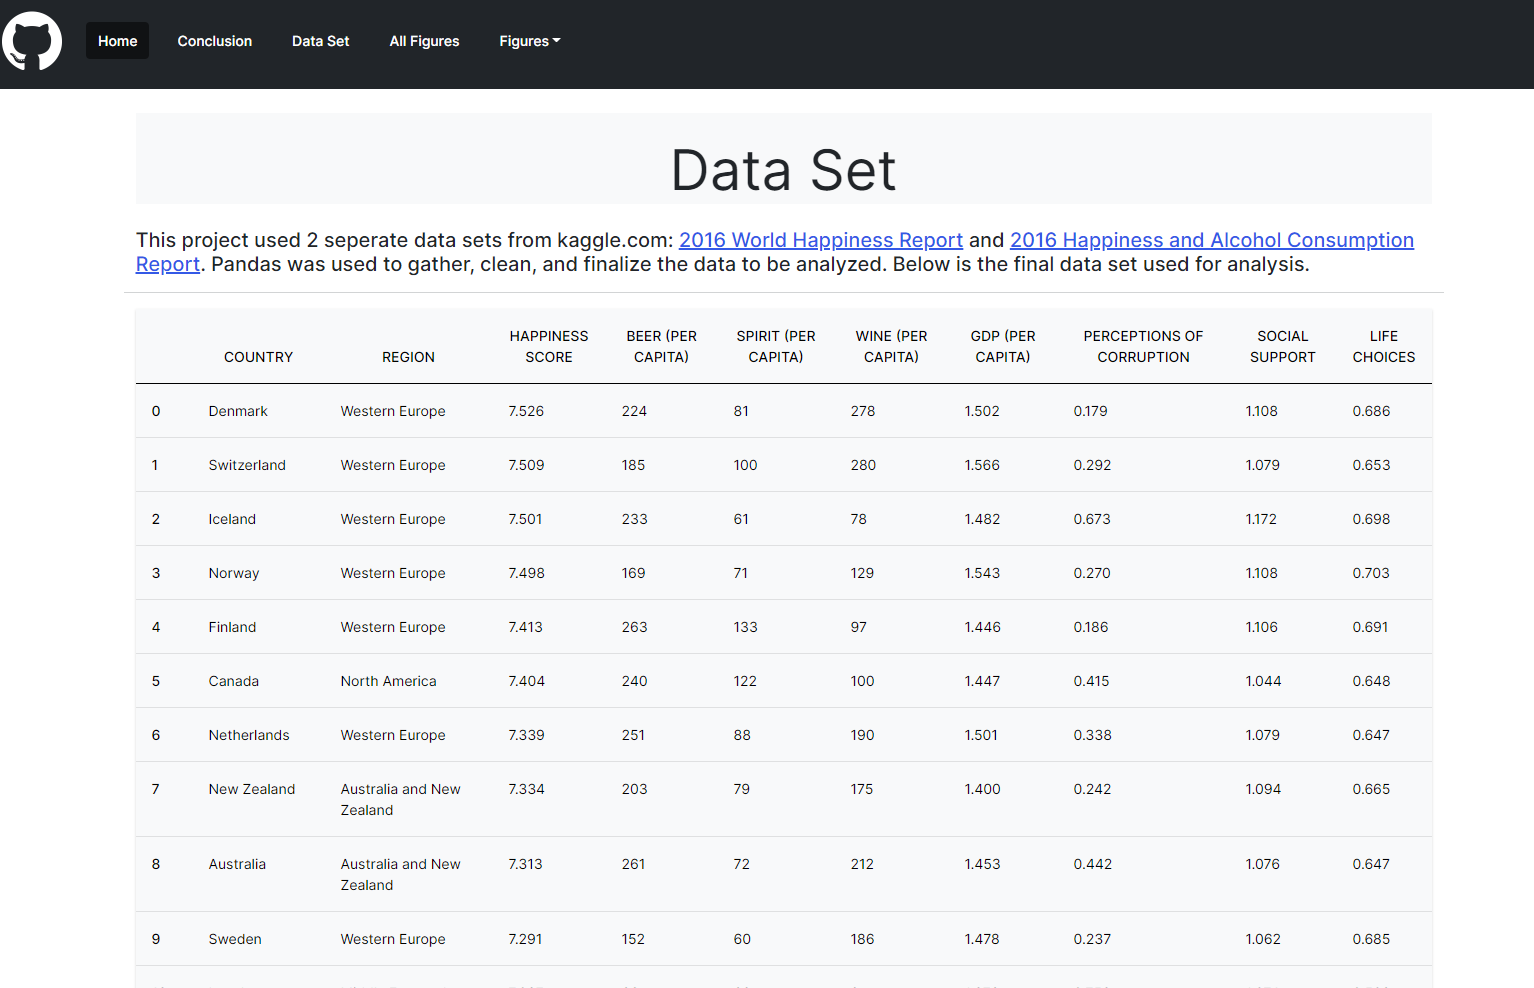 Home Conclusion Data Set All Figures Figures
Data Set
This project used 2 seperate data sets from kaggle.com: 2016 World Happiness Report and 2016 Happiness and Alcohol Consumption
Report. Pandas was used to gather, clean, and finalize the data to be analyzed. Below is the final data set used for analysis.
HAPPINESS BEER (PER SPIRIT (PER WINE (PER GDP (PER PERCEPTIONS OF SOCIAL LIFE
COUNTRY REGION SCORE CAPITA) CAPITA) CAPITA) CAPITA) CORRUPTION SUPPORT CHOICES
0 Denmark Western Europe 7.526 224 81 278 1.502 0.179 1.108 0.686
1 Switzerland Western Europe 7.509 185 100 280 1.566 0.292 1.079 0.653
2 Iceland Western Europe 7.501 233 61 78 1.482 0.673 1.172 0.698
3 Norway Western Europe 7.498 169 71 129 1.543 0.270 1.108 0.703
4 Finland Western Europe 7.413 263 133 97 1.446 0.186 1.106 0.691
5 Canada North America 7.404 240 122 100 1.447 0.415 1.044 0.648
6 Netherlands Western Europe 7.339 251 88 190 1.501 0.338 1.079 0.647
7 New Zealand Australia and New 7.334 203 79 175 1.400 0.242 1.094 0.665
Zealand
8 Australia Australia and New 7.313 261 72 212 1.453 0.442 1.076 0.647
Zealand
9 Sweden Western Europe 7.291 152 60 186 1.478 0.237 1.062 0.685